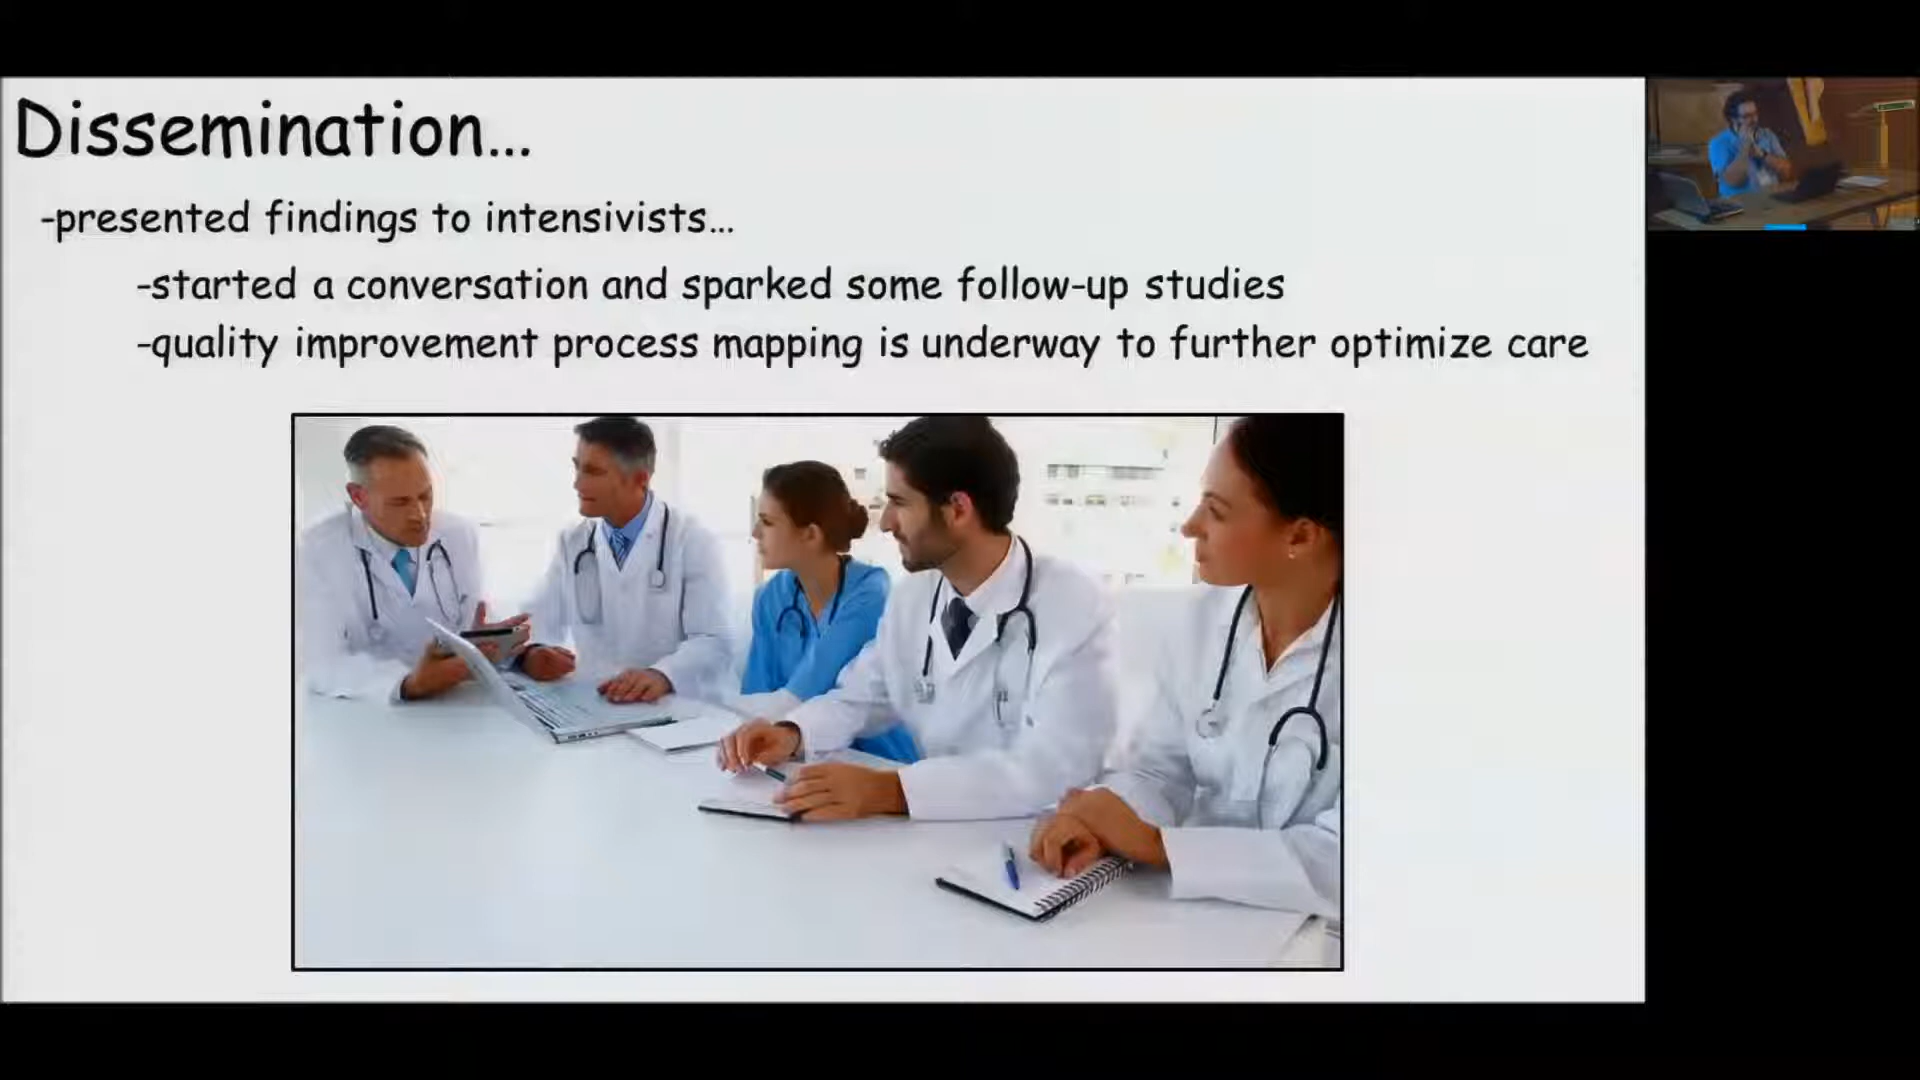 Dissemination...
-presented findings to intensivists...
-started a conversation and sparked some follow-up studies
-quality improvement process mapping is underway to further optimize care